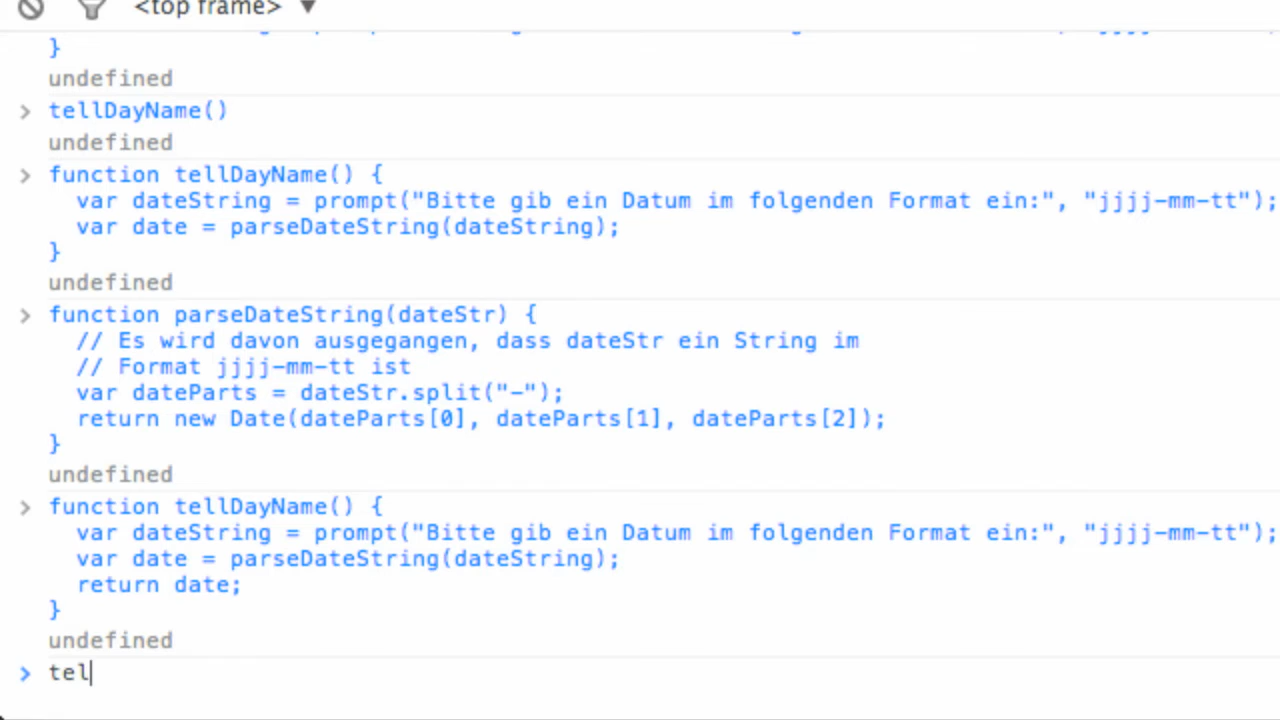 <top frame> ▼
}
undefined
> tellDayName()
undefined
> function tellDayName() {
var dateString = prompt("Bitte gib ein Datum im folgenden Format ein:", "jjjj-mm-tt");
var date = parseDateString(dateString);
}
undefined
> function parseDateString(dateStr) {
// Es wird davon ausgegangen, dass dateStr ein String im
// Format jjjj-mm-tt ist
var dateParts = dateStr.split("-");
return new Date(dateParts[0], dateParts[1], dateParts[2]);
}
undefined
> function tellDayName() {
var dateString = prompt("Bitte gib ein Datum im folgenden Format ein:", "jjjj-mm-tt");
var date = parseDateString(dateString);
return date;
}
undefined
> tel